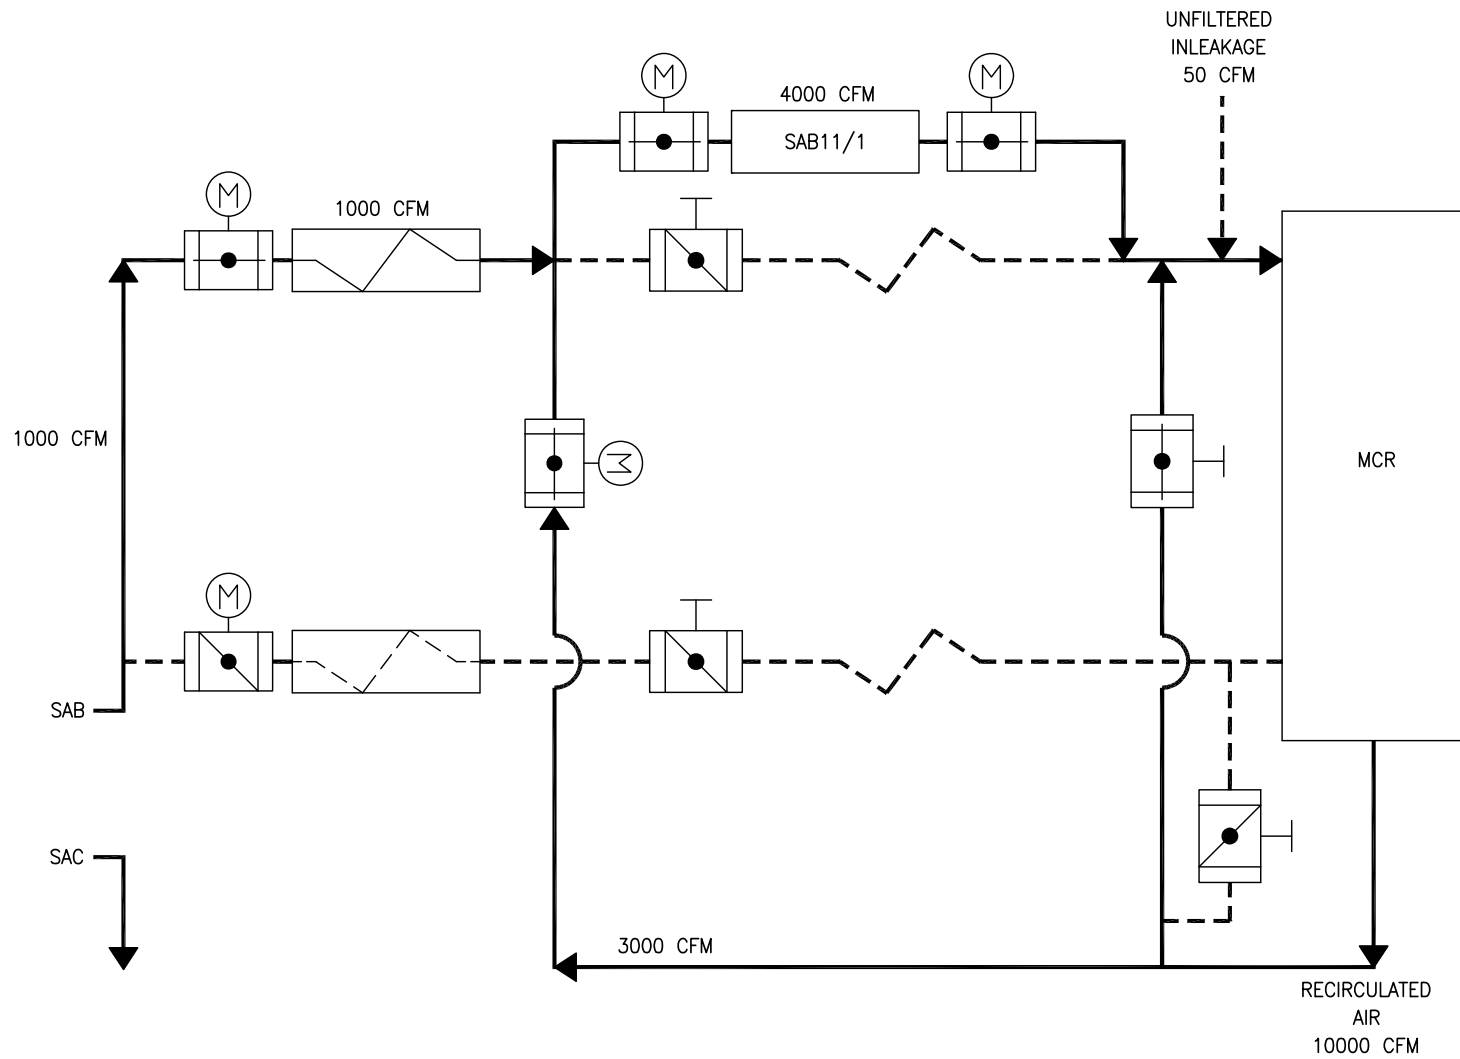 UNFILTERED
INLEAKAGE
50 CFM
M
M
4000 CFM
SAB11/1
M
1000 CFM
1000 CFM
M
MCR
M
SAB
SAC
3000 CFM
RECIRCULATED
AIR
10000 CFM